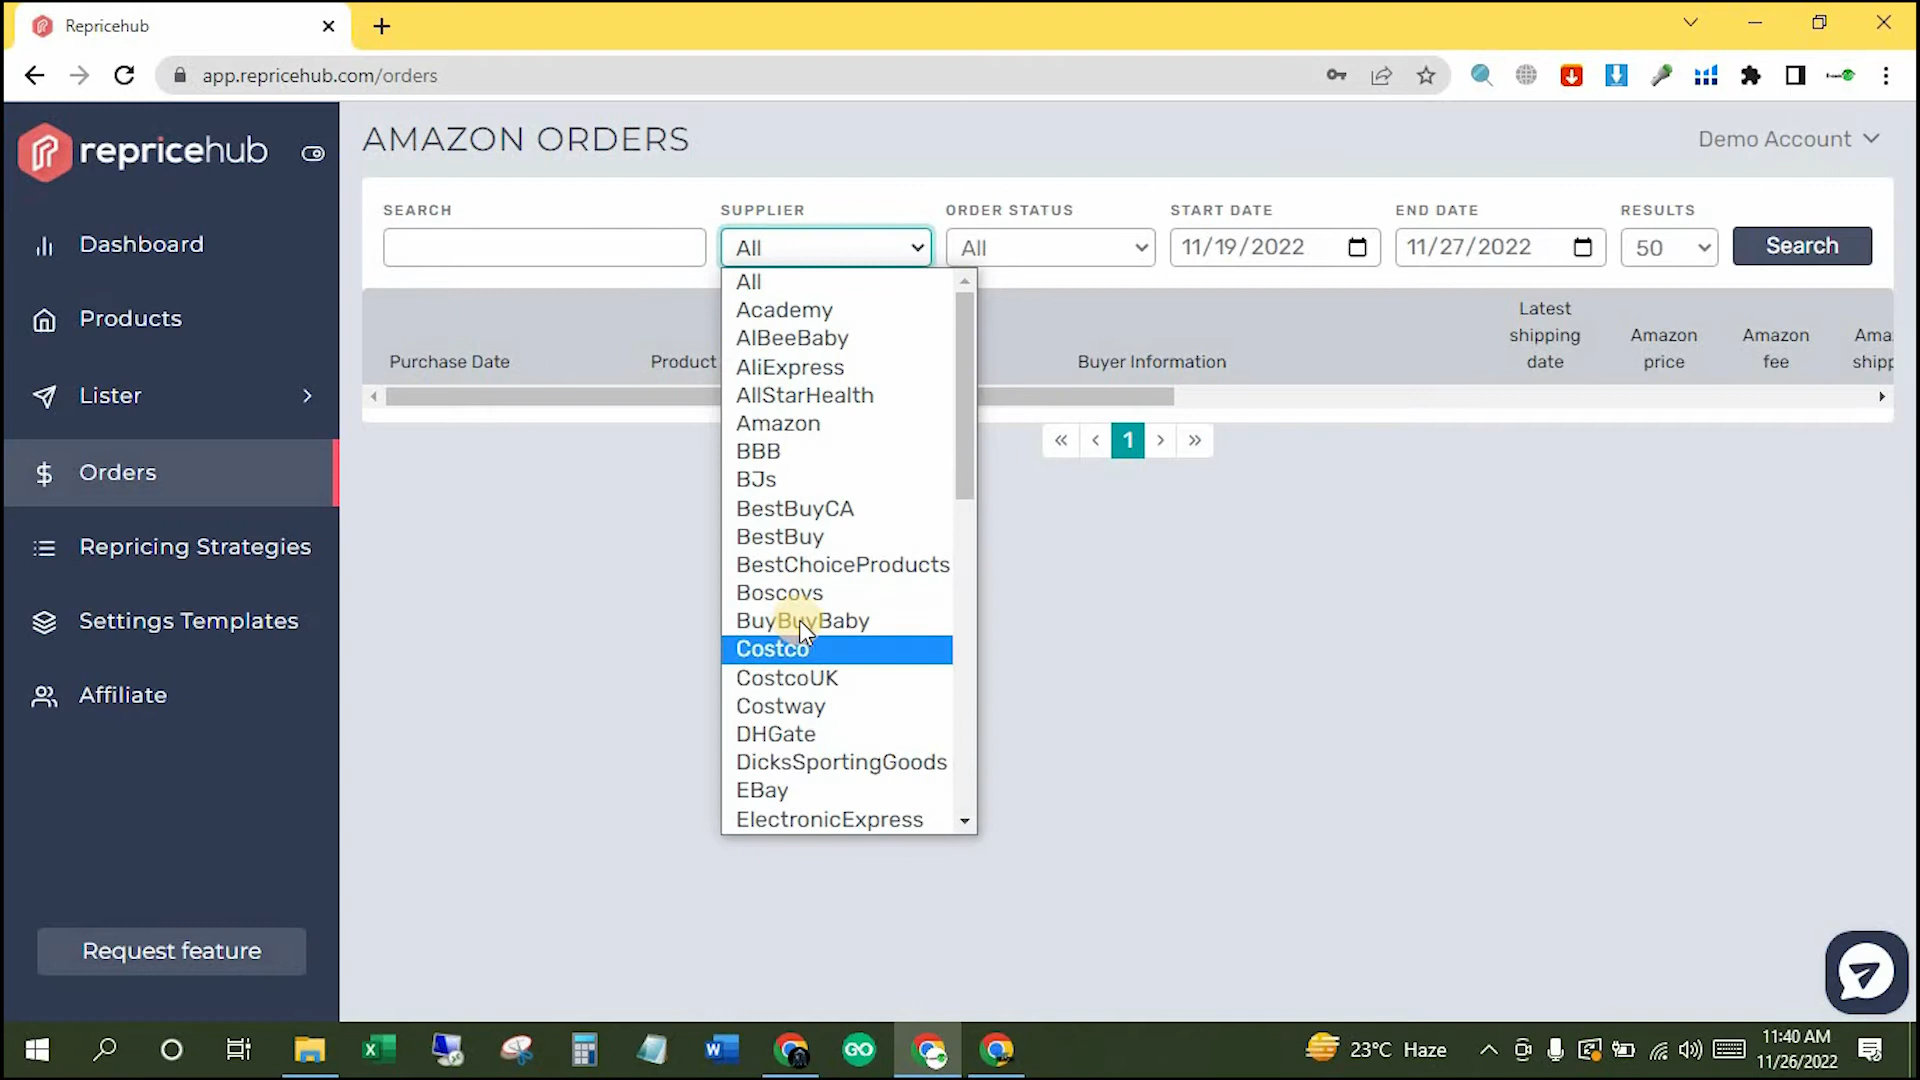 Repricehub
app.repricehub.com/orders
repricehub
AMAZON ORDERS
Demo Account
Dashboard
Products
Lister
Orders
Repricing Strategies
Settings Templates
Affiliate
Request feature
SEARCH
SUPPLIER
ORDER STATUS
START DATE
END DATE
RESULTS
All
All
11/19/2022
11/27/2022
50
Search
Purchase Date
Product
Buyer Information
Latest
shipping
date
Amazon
price
Amazon
fee
Ama
shipp
1
All
Academy
AlBeeBaby
AliExpress
AllStarHealth
Amazon
BBB
BJs
BestBuyCA
BestBuy
BestChoiceProducts
Boscovs
BuyBuyBaby
Costco
CostcoUK
Costway
DHGate
DicksSportingGoods
EBay
ElectronicExpress
GO
23°C Haze
11:40 AM
11/26/2022